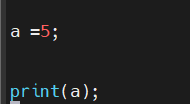 a =5;
print(a);